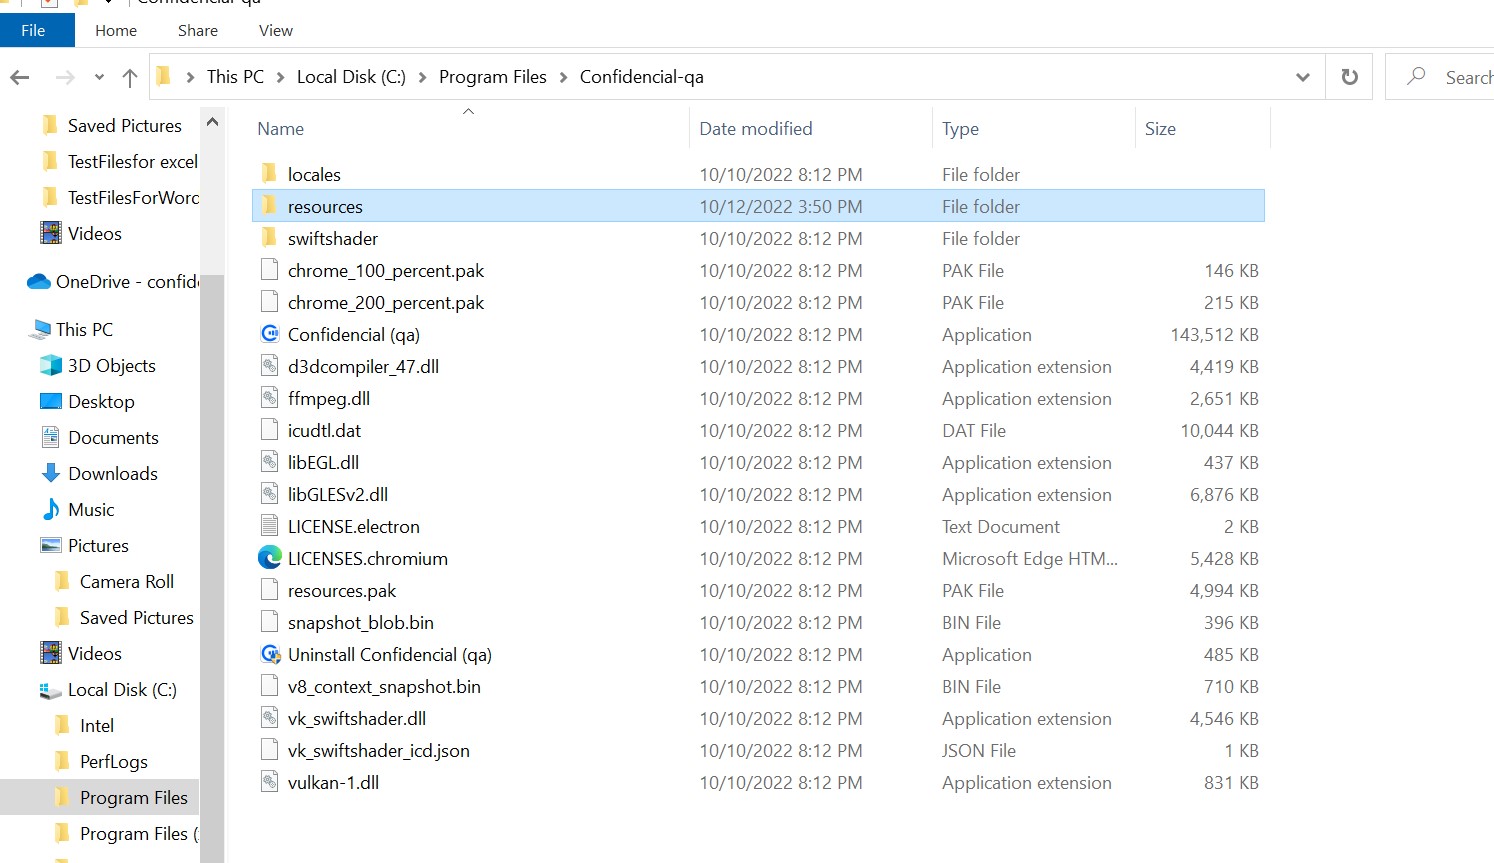 Confidencial-qa
File Home Share View
This PC Local Disk (C:) Program Files Confidencial-qa Search
Saved Pictures
TestFilesfor excel
TestFilesForWord
Videos
OneDrive - confide
This PC
3D Objects
Desktop
Documents
Downloads
Music
Pictures
Camera Roll
Saved Pictures
Videos
Local Disk (C:)
Intel
PerfLogs
Program Files
Program Files (
Name Date modified Type Size
locales 10/10/2022 8:12 PM File folder
resources 10/12/2022 3:50 PM File folder
swiftshader 10/10/2022 8:12 PM File folder
chrome_100_percent.pak 10/10/2022 8:12 PM PAK File 146 KB
chrome_200_percent.pak 10/10/2022 8:12 PM PAK File 215 KB
Confidencial (qa) 10/10/2022 8:12 PM Application 143,512 KB
d3dcompiler_47.dll 10/10/2022 8:12 PM Application extension 4,419 KB
ffmpeg.dll 10/10/2022 8:12 PM Application extension 2,651 KB
icudtl.dat 10/10/2022 8:12 PM DAT File 10,044 KB
libEGL.dll 10/10/2022 8:12 PM Application extension 437 KB
libGLESv2.dll 10/10/2022 8:12 PM Application extension 6,876 KB
LICENSE.electron 10/10/2022 8:12 PM Text Document 2 KB
LICENSES.chromium 10/10/2022 8:12 PM Microsoft Edge HTM... 5,428 KB
resources.pak 10/10/2022 8:12 PM PAK File 4,994 KB
snapshot_blob.bin 10/10/2022 8:12 PM BIN File 396 KB
Uninstall Confidencial (qa) 10/10/2022 8:12 PM Application 485 KB
v8_context_snapshot.bin 10/10/2022 8:12 PM BIN File 710 KB
vk_swiftshader.dll 10/10/2022 8:12 PM Application extension 4,546 KB
vk_swiftshader_icd.json 10/10/2022 8:12 PM JSON File 1 KB
vulkan-1.dll 10/10/2022 8:12 PM Application extension 831 KB